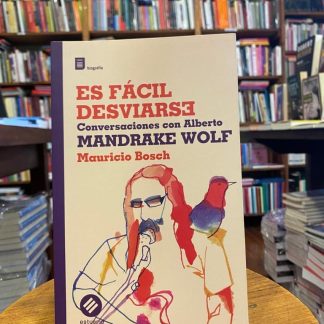 biografía
ES FÁCIL
DESVIARSE
Conversaciones con Alberto
MANDRAKE WOLF
Mauricio Bosch
estuario